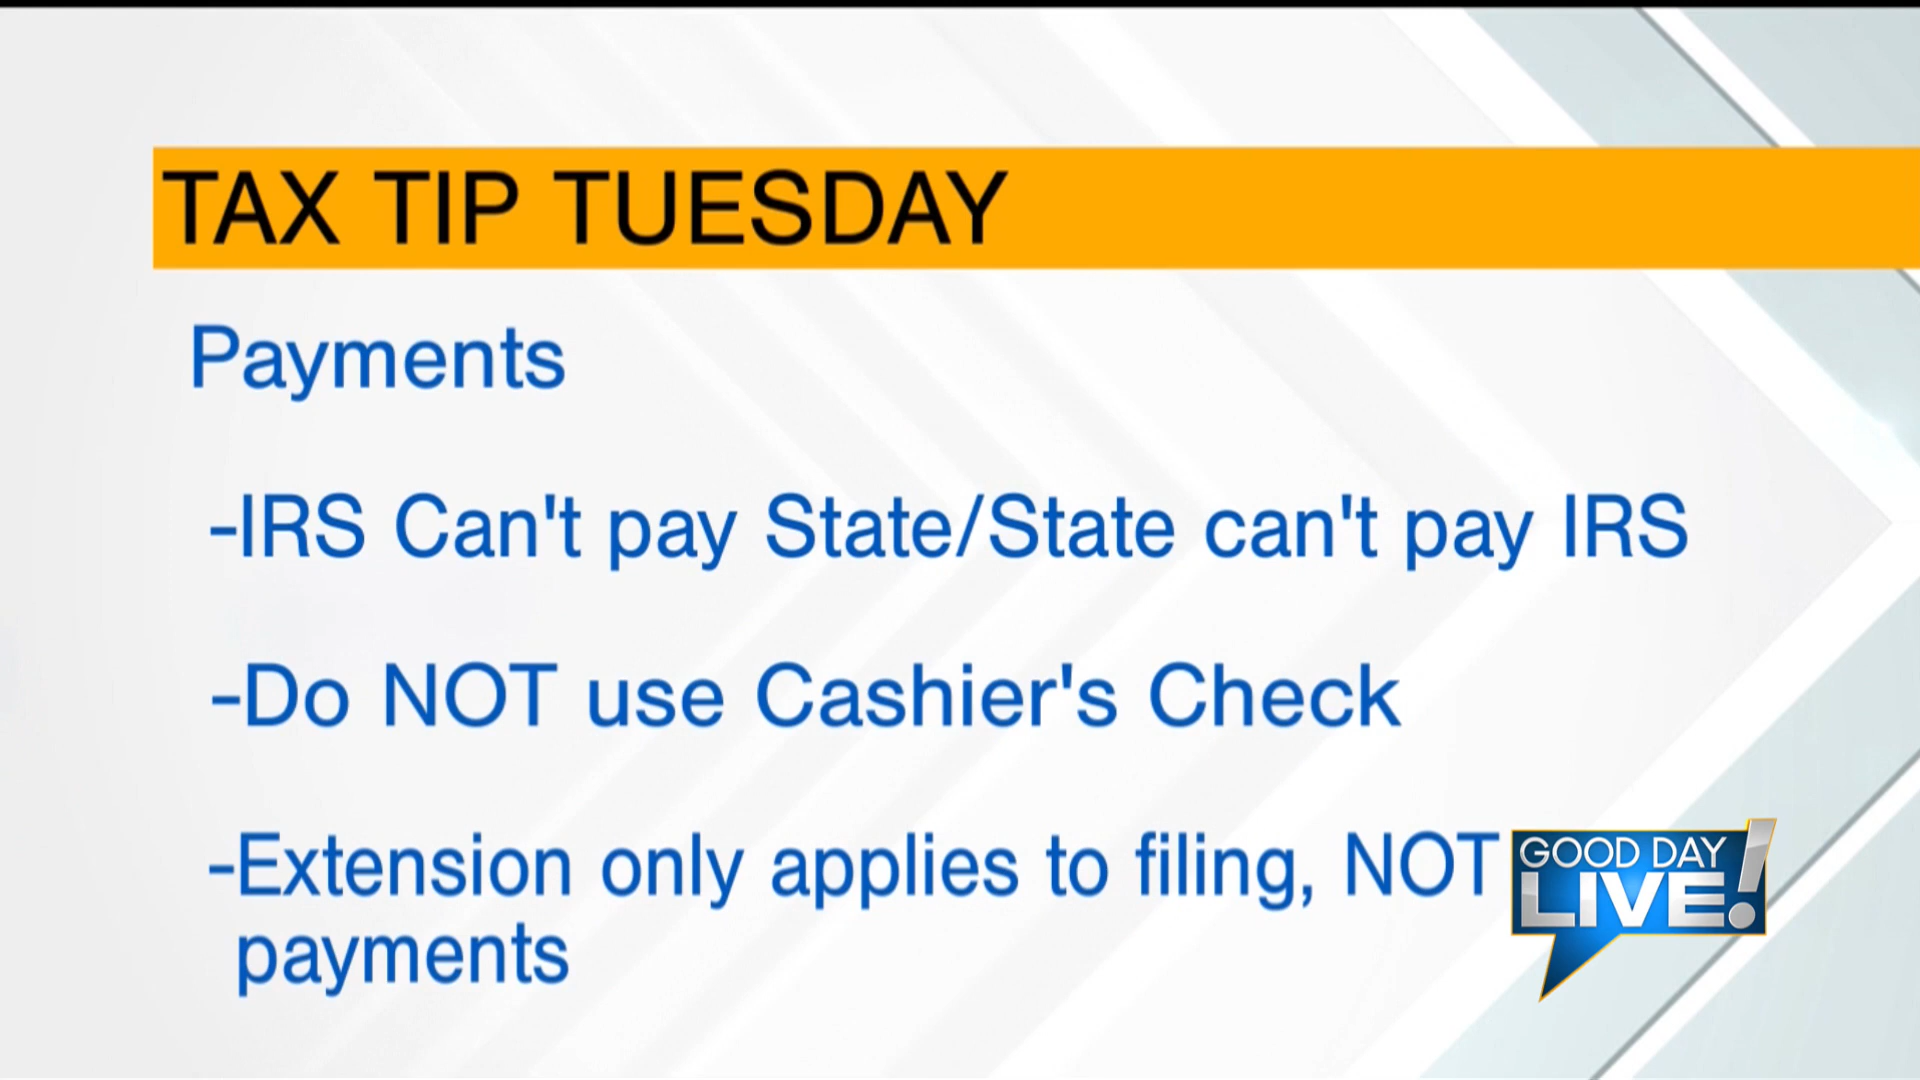 TAX TIP TUESDAY
Payments
-IRS Can't pay State/State can't pay IRS
-Do NOT use Cashier's Check
-Extension only applies to filing, NOT
payments
GOOD DAY
LIVE!